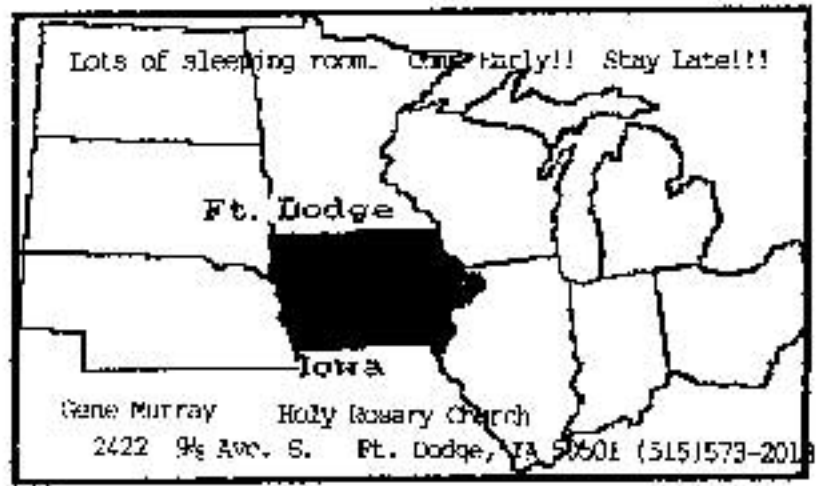 Lots of sleeping room. Come Early!! Stay Late!!!
Ft. Dodge
Iowa
Gene Murray Holy Rosary Church
2422 9½ Ave. S. Ft. Dodge, IA 50501 (515)573-2018